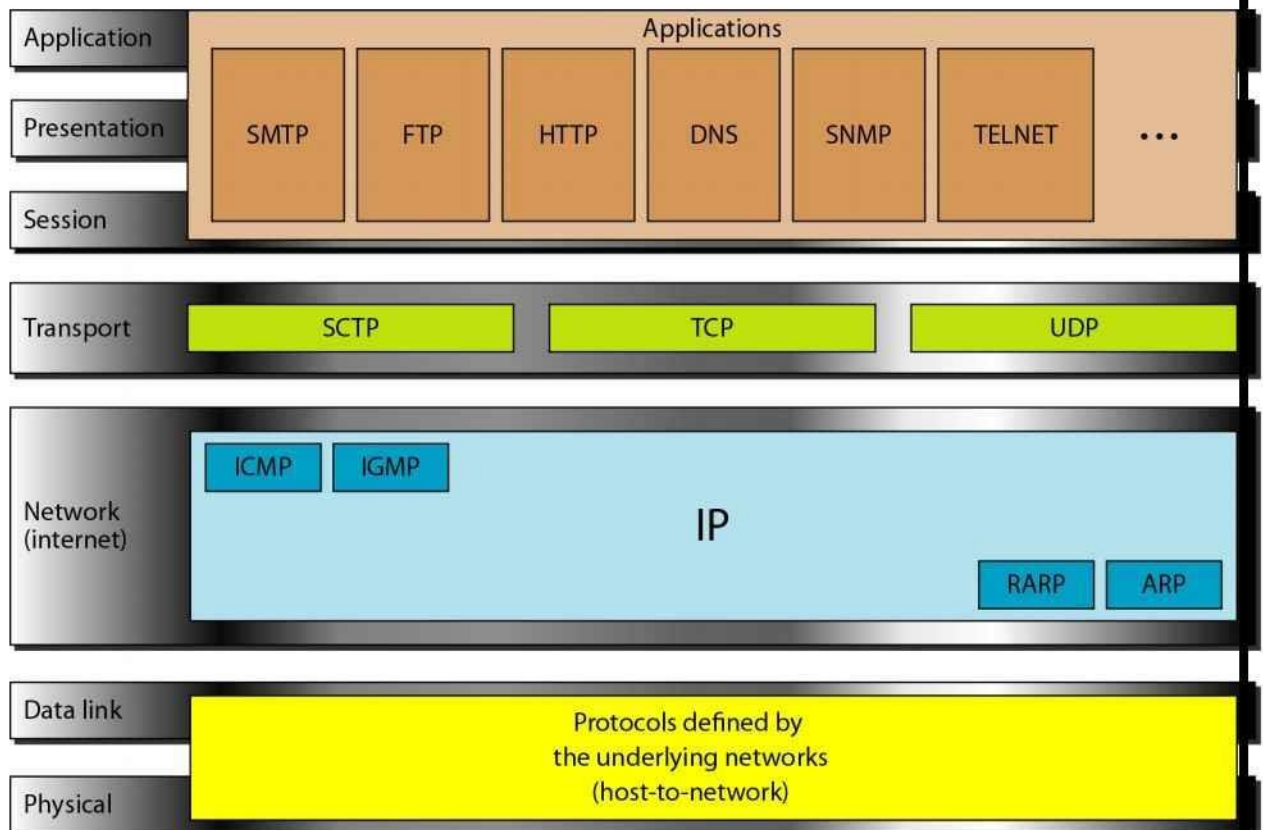 Application
Applications
Presentation
SMTP FTP HTTP DNS SNMP TELNET ...
Session
Transport
SCTP TCP UDP
ICMP IGMP
Network
(internet)
IP
RARP ARP
Data link
Protocols defined by
the underlying networks
(host-to-network)
Physical